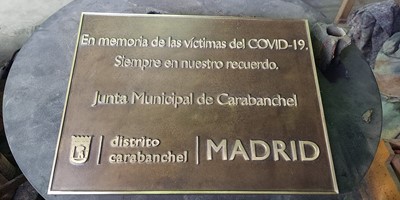 En memoria de las víctimas del COVID-19.
Siempre en nuestro recuerdo.
Junta Municipal de Carabanchel
distrito
carabanchel
MADRID